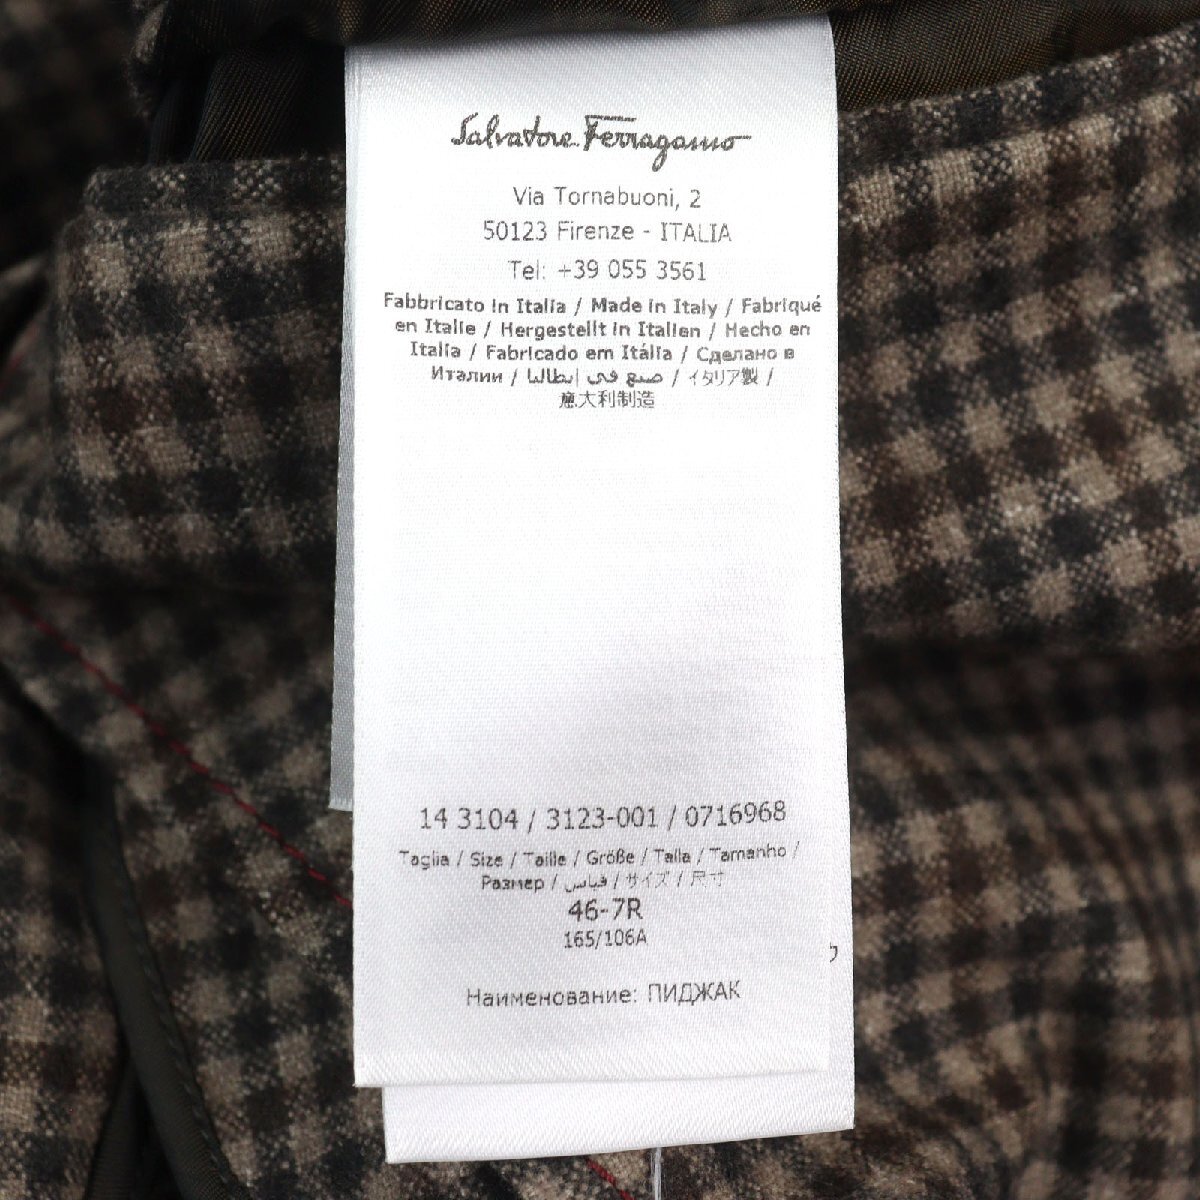 Salvatore Ferragamo
Via Tornabuoni, 2
50123 Firenze - ITALIA
Tel: +39 055 3561
Fabbricato in Italia / Made in Italy / Fabriqué
en Italie / Hergestellt in Italien / Hecho en
Italia / Fabricado em Itália / Сделано в
Италии / صنع في إيطاليا / イタリア製 /
意大利制造
14 3104 / 3123-001 / 0716968
Taglia / Size / Taille / Größe / Talla / Tamanho /
Размер / قياس / サイズ / 尺寸
46-7R
165/106A
Наименование: ПИДЖАК